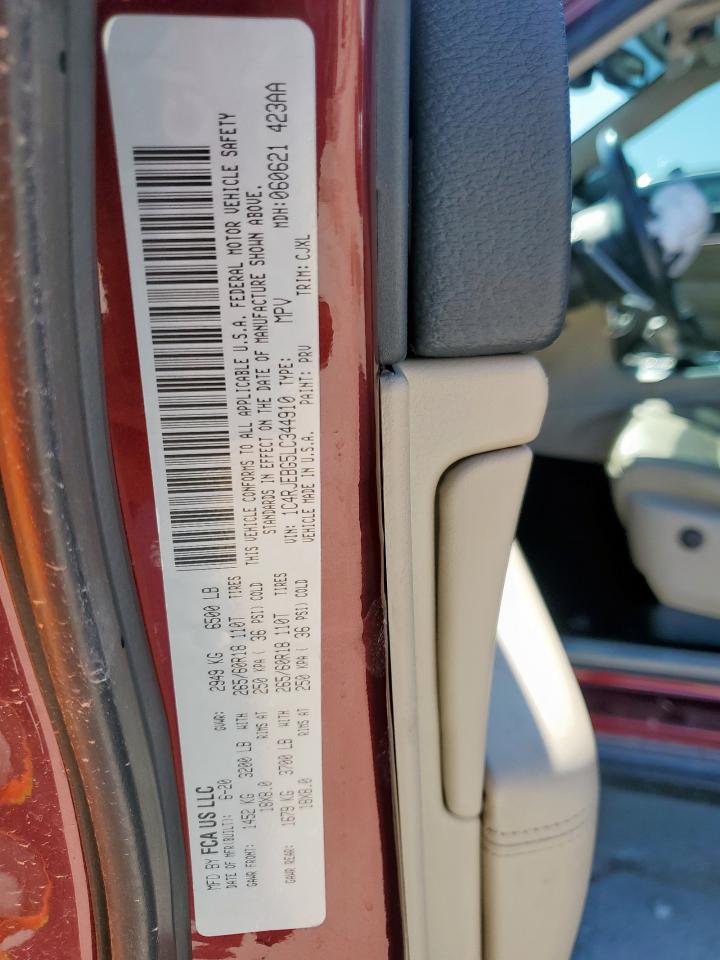 MFD BY FCA US LLC
DATE OF MFR(BUILT): 6-20 GVWR: 2949 KG 6500 LB
GAWR FRONT: 1452 KG 3200 LB WITH 265/60R18 110T TIRES
18X8.0 RIMS AT 250 KPA ( 36 PSI) COLD
GAWR REAR: 1679 KG 3700 LB WITH 265/60R18 110T TIRES
18X8.0 RIMS AT 250 KPA ( 36 PSI) COLD
THIS VEHICLE CONFORMS TO ALL APPLICABLE U.S.A. FEDERAL MOTOR VEHICLE SAFETY
STANDARDS IN EFFECT ON THE DATE OF MANUFACTURE SHOWN ABOVE.
VIN: 1C4RJEBG5LC344910 TYPE: MPV MDH:060621 423AA
VEHICLE MADE IN U.S.A. PAINT: PRV TRIM: CJXL